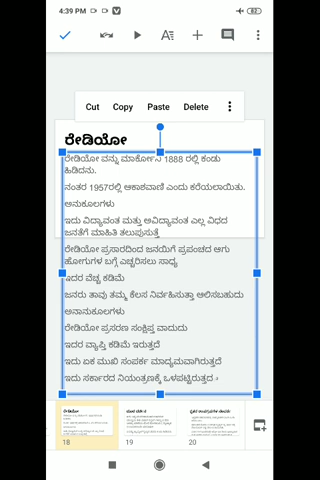 4:39 PM
82
Cut Copy Paste Delete
ರೇಡಿಯೋ
ರೇಡಿಯೋ ವನ್ನು ಮಾರ್ಕೋನಿ 1888 ರಲ್ಲಿ ಕಂಡು
ಹಿಡಿದನು.
ನಂತರ 1957ರಲ್ಲಿ ಆಕಾಶವಾಣಿ ಎಂದು ಕರೆಯಲಾಯಿತು.
ಅನುಕೂಲಗಳು
ಇದು ವಿದ್ಯಾವಂತ ಮತ್ತು ಅವಿದ್ಯಾವಂತ ಎಲ್ಲ ವಿಧದ
ಜನತೆಗೆ ಮಾಹಿತಿ ತಲುಪುಸುತ್ತೆ
ರೇಡಿಯೋ ಪ್ರಸಾರದಿಂದ ಜನಯಿಗೆ ಪ್ರಪಂಚದ ಆಗು
ಹೋಗುಗಳ ಬಗ್ಗೆ ಎಚ್ಚರಿಸಲು ಸಾಧ್ಯ
ಇದರ ವೆಚ್ಚ ಕಡಿಮೆ
ಜನರು ತಾವು ತಮ್ಮ ಕೆಲಸ ನಿರ್ವಹಿಸುತ್ತಾ ಆಲಿಸಬಹುದು
ಅನಾನುಕೂಲಗಳು
ರೇಡಿಯೋ ಪ್ರಸರಣ ಸಂಕ್ಷಿಪ್ತ ವಾದುದು
ಇದರ ವ್ಯಾಪ್ತಿ ಕಡಿಮೆ ಇರುತ್ತದೆ
ಇದು ಏಕ ಮುಖಿ ಸಂಪರ್ಕ ಮಾದ್ಯಮವಾಗಿರುತ್ತದೆ
ಇದು ಸರ್ಕಾರದ ನಿಯಂತ್ರಣಕ್ಕೆ ಒಳಪಟ್ಟಿರುತ್ತದೆ
ರೇಡಿಯೋ
18 19 20